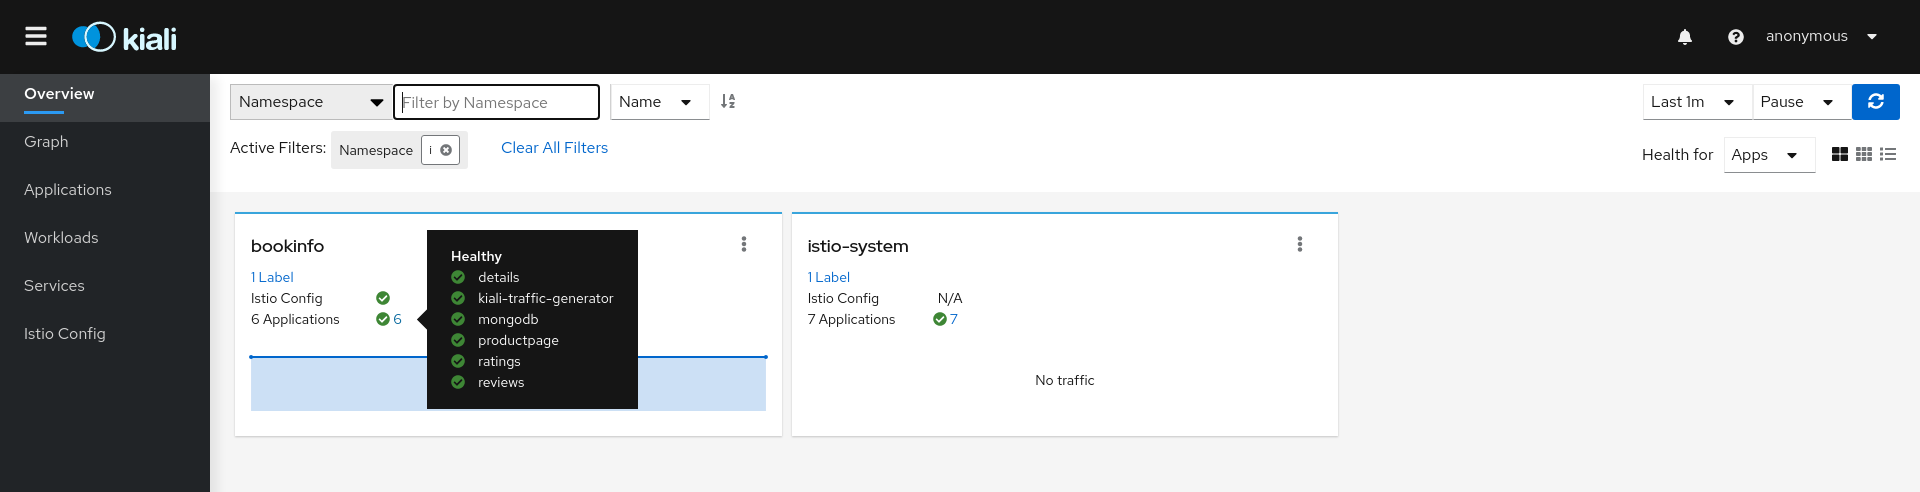 kiali
anonymous
Overview
Graph
Applications
Workloads
Services
Istio Config
Namespace
Filter by Namespace
Name
Last 1m
Pause
Active Filters:
Namespace
i
Clear All Filters
Health for
Apps
bookinfo
1 Label
Istio Config
6 Applications
6
Healthy
details
kiali-traffic-generator
mongodb
productpage
ratings
reviews
istio-system
1 Label
Istio Config
N/A
7 Applications
7
No traffic